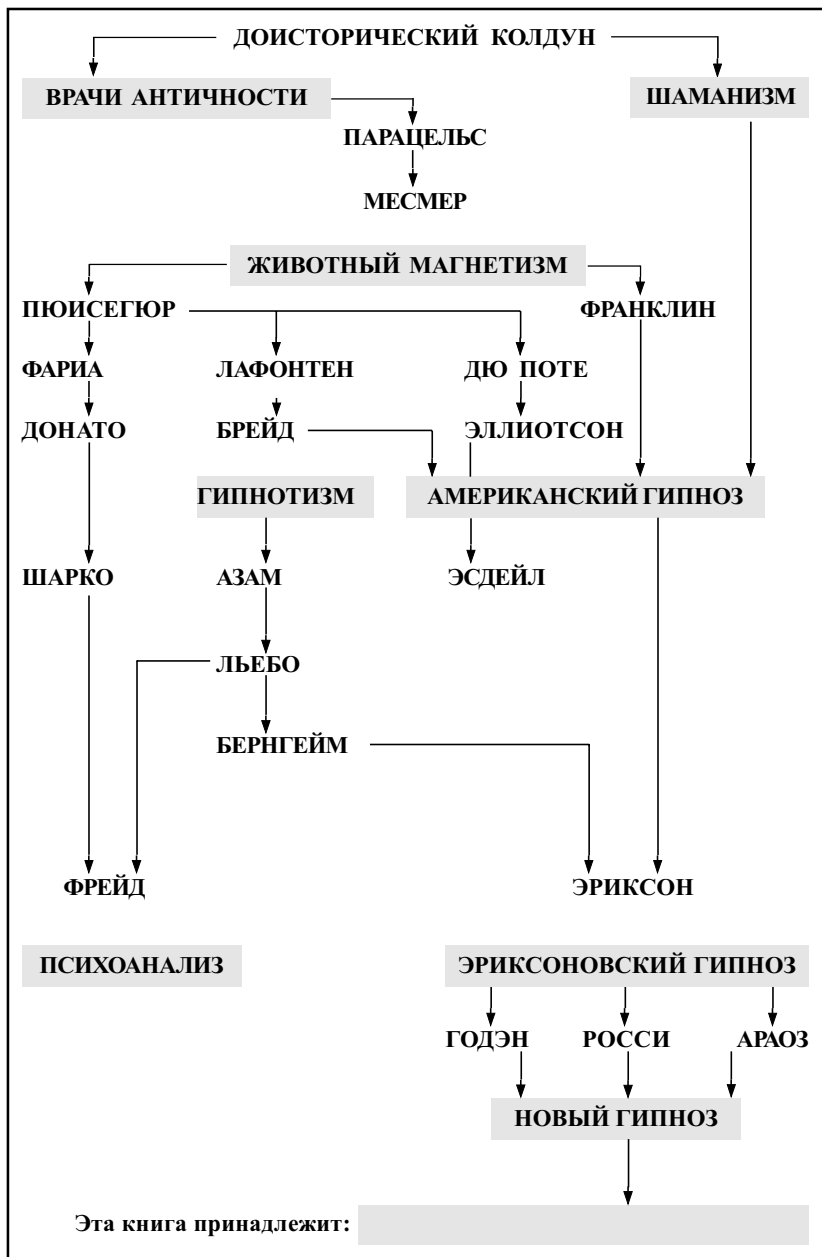 ДОИСТОРИЧЕСКИЙ КОЛДУН
ВРАЧИ АНТИЧНОСТИ
ШАМАНИЗМ
ПАРАЦЕЛЬС
МЕСМЕР
ЖИВОТНЫЙ МАГНЕТИЗМ
ПЮИСЕГЮР
ФРАНКЛИН
ФАРИА
ЛАФОНТЕН
ДЮ ПОТЕ
ДОНАТО
БРЕЙД
ЭЛЛИОТСОН
ГИПНОТИЗМ
АМЕРИКАНСКИЙ ГИПНОЗ
ШАРКО
АЗАМ
ЭСДЕЙЛ
ЛЬЕБО
БЕРНГЕЙМ
ФРЕЙД
ЭРИКСОН
ПСИХОАНАЛИЗ
ЭРИКСОНОВСКИЙ ГИПНОЗ
ГОДЭН
РОССИ
АРАОЗ
НОВЫЙ ГИПНОЗ
Эта книга принадлежит: